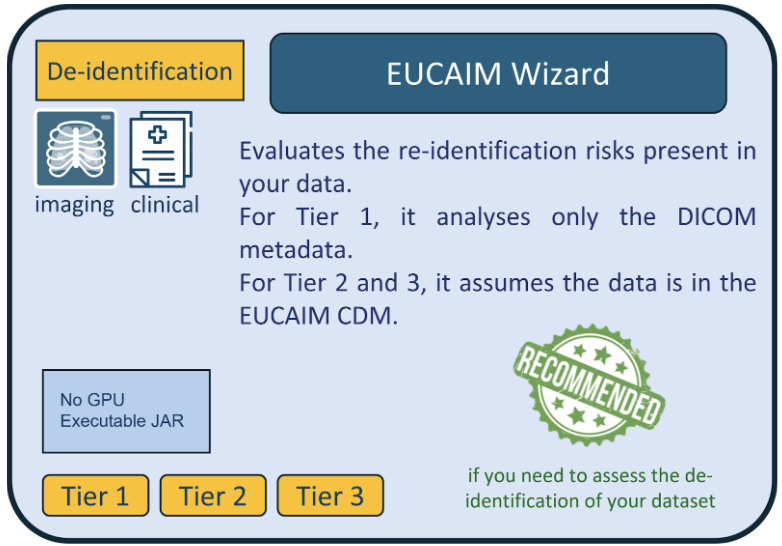 De-identification
EUCAIM Wizard
imaging
clinical
Evaluates the re-identification risks present in
your data.
For Tier 1, it analyses only the DICOM
metadata.
For Tier 2 and 3, it assumes the data is in the
EUCAIM CDM.
RECOMMENDED
No GPU
Executable JAR
if you need to assess the de-
identification of your dataset
Tier 1
Tier 2
Tier 3